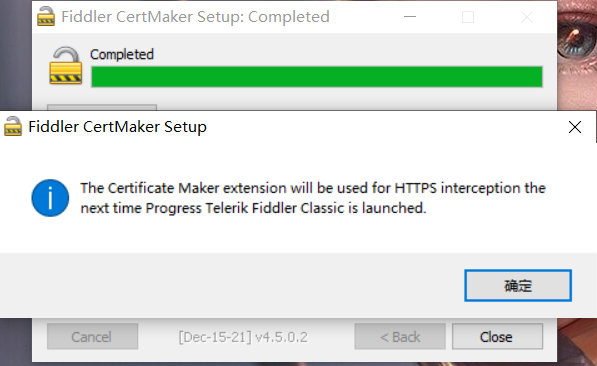 Fiddler CertMaker Setup: Completed
Completed
Fiddler CertMaker Setup
The Certificate Maker extension will be used for HTTPS interception the
next time Progress Telerik Fiddler Classic is launched.
确定
Cancel
[Dec-15-21] v4.5.0.2
< Back
Close